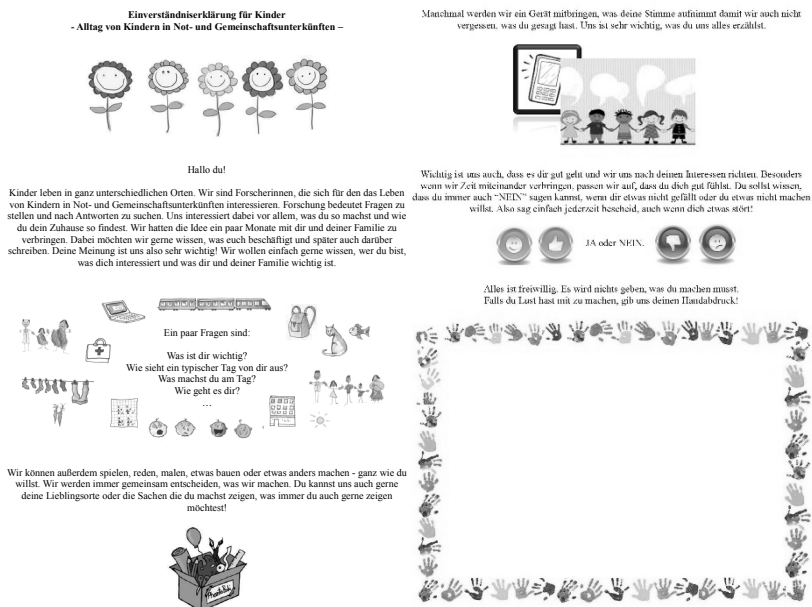 Einverständniserklärung für Kinder
- Alltag von Kindern in Not- und Gemeinschaftsunterkünften –
Hallo du!
Kinder leben in ganz unterschiedlichen Orten. Wir sind Forscherinnen, die sich für den das Leben
von Kindern in Not- und Gemeinschaftsunterkünften interessieren. Forschung bedeutet Fragen zu
stellen und nach Antworten zu suchen. Uns interessiert dabei vor allem, was du so machst und wie
du dein Zuhause so findest. Wir hatten die Idee ein paar Monate mit dir und deiner Familie zu
verbringen. Dabei möchten wir gerne wissen, was euch beschäftigt und später auch darüber
schreiben. Deine Meinung ist uns also sehr wichtig! Wir wollen einfach gerne wissen, wer du bist,
was dich interessiert und was dir und deiner Familie wichtig ist.
Ein paar Fragen sind:
Was ist dir wichtig?
Wie sieht ein typischer Tag von dir aus?
Was machst du am Tag?
Wie geht es dir?
…
Wir können außerdem spielen, reden, malen, etwas bauen oder etwas anders machen - ganz wie du
willst. Wir werden immer gemeinsam entscheiden, was wir machen. Du kannst uns auch gerne
deine Lieblingsorte oder die Sachen die du machst zeigen, was immer du auch gerne zeigen
möchtest!
Manchmal werden wir ein Gerät mitbringen, was deine Stimme aufnimmt damit wir auch nicht
vergessen, was du gesagt hast. Uns ist sehr wichtig, was du uns alles erzählst.
Wichtig ist uns auch, dass es dir gut geht und wir uns nach deinen Interessen richten. Besonders
wenn wir Zeit miteinander verbringen, passen wir auf, dass du dich gut fühlst. Du sollst wissen,
dass du immer auch "NEIN" sagen kannst, wenn dir etwas nicht gefällt oder du etwas nicht machen
willst. Also sag einfach jederzeit bescheid, auch wenn dich etwas stört!
JA oder NEIN.
Alles ist freiwillig. Es wird nichts geben, was du machen musst.
Falls du Lust hast mit zu machen, gib uns deinen Handabdruck!